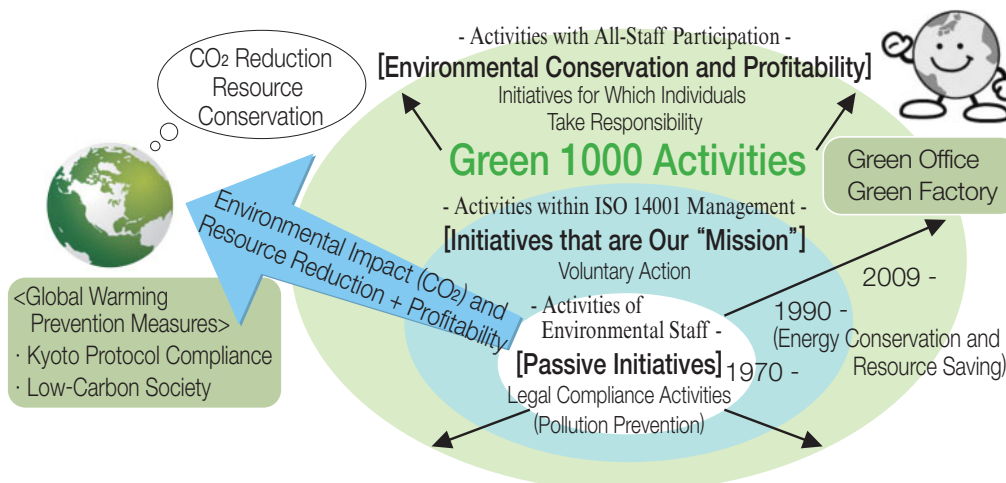 CO₂ Reduction
Resource
Conservation
- Activities with All-Staff Participation -
[Environmental Conservation and Profitability]
Initiatives for Which Individuals
Take Responsibility
Green 1000 Activities
Green Office
Green Factory
- Activities within ISO 14001 Management -
[Initiatives that are Our “Mission”]
Voluntary Action
Environmental Impact (CO₂) and
Resource Reduction + Profitability
<Global Warming
Prevention Measures>
· Kyoto Protocol Compliance
· Low-Carbon Society
- Activities of
Environmental Staff -
[Passive Initiatives]
Legal Compliance Activities
(Pollution Prevention)
1970 -
1990 -
(Energy Conservation and
Resource Saving)
2009 -